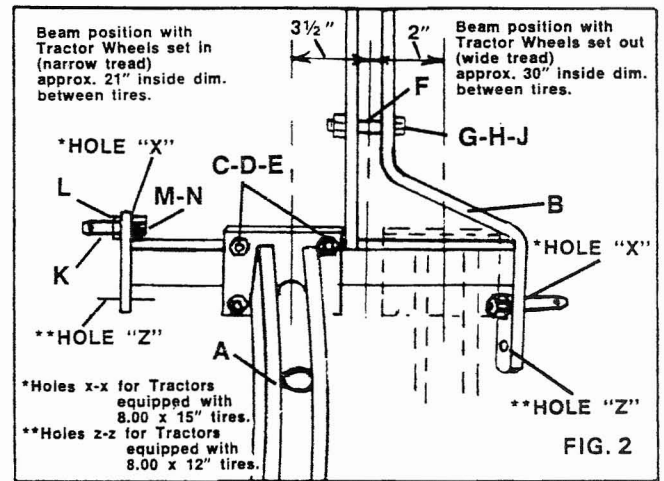 Beam position with
Tractor Wheels set in
(narrow tread)
approx. 21" inside dim.
between tires.
3½"
2"
Beam position with
Tractor Wheels set out
(wide tread)
approx. 30" inside dim.
between tires.
F
G-H-J
*HOLE "X"
C-D-E
L
M-N
B
K
*HOLE "X"
**HOLE "Z"
A
*Holes x-x for Tractors
equipped with
8.00 x 15" tires.
**Holes z-z for Tractors
equipped with
8.00 x 12" tires.
**HOLE "Z"
FIG. 2